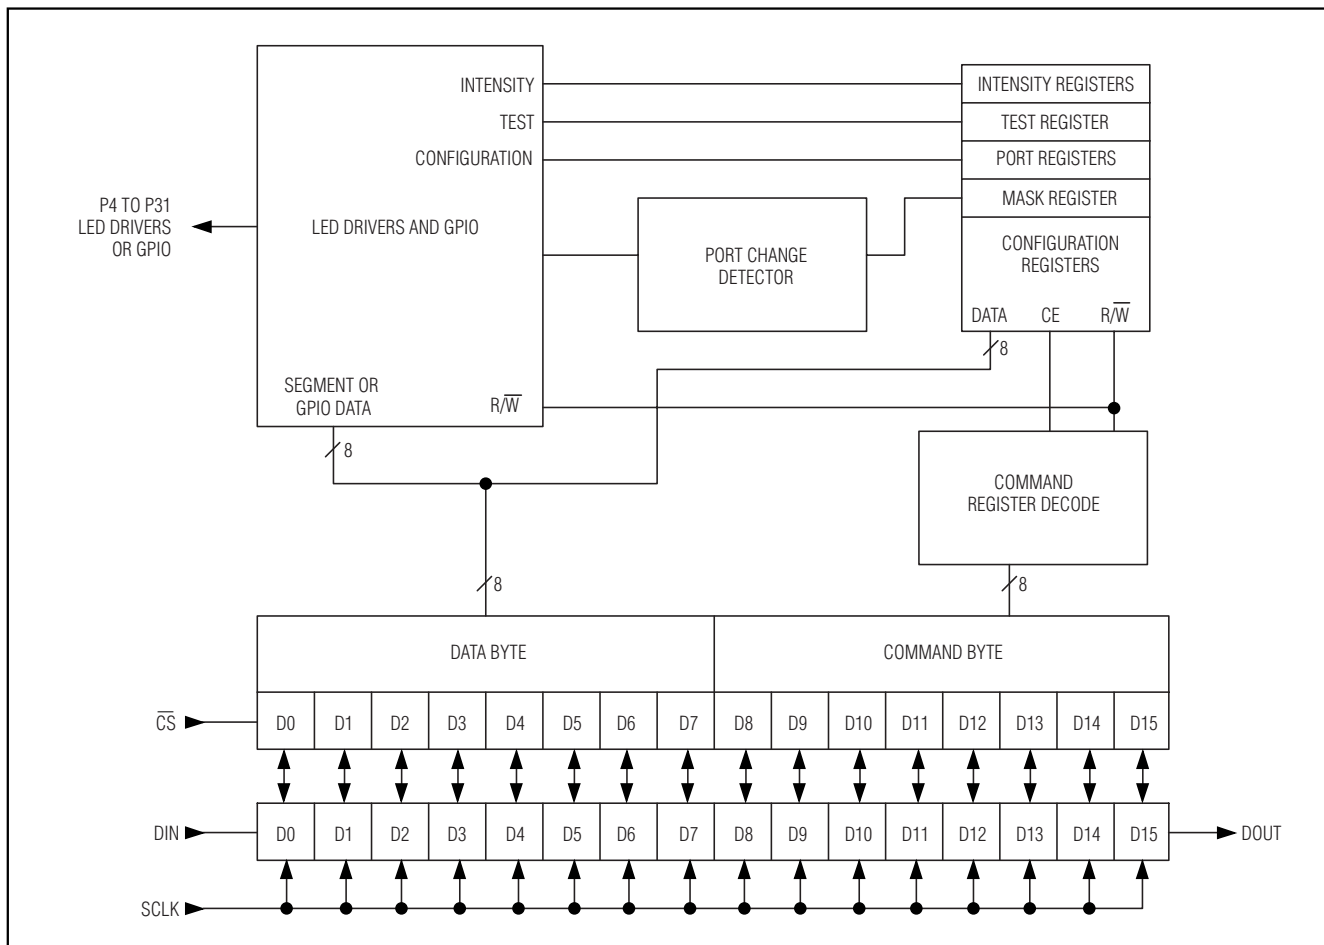 INTENSITY
TEST
CONFIGURATION
INTENSITY REGISTERS
TEST REGISTER
PORT REGISTERS
MASK REGISTER
CONFIGURATION
REGISTERS
DATA CE R/W̅
P4 TO P31
LED DRIVERS
OR GPIO
LED DRIVERS AND GPIO
PORT CHANGE
DETECTOR
8
SEGMENT OR
GPIO DATA
R/W̅
8
COMMAND
REGISTER DECODE
8
8
DATA BYTE
COMMAND BYTE
C̅S̅
D0 D1 D2 D3 D4 D5 D6 D7 D8 D9 D10 D11 D12 D13 D14 D15
DIN
D0 D1 D2 D3 D4 D5 D6 D7 D8 D9 D10 D11 D12 D13 D14 D15
DOUT
SCLK